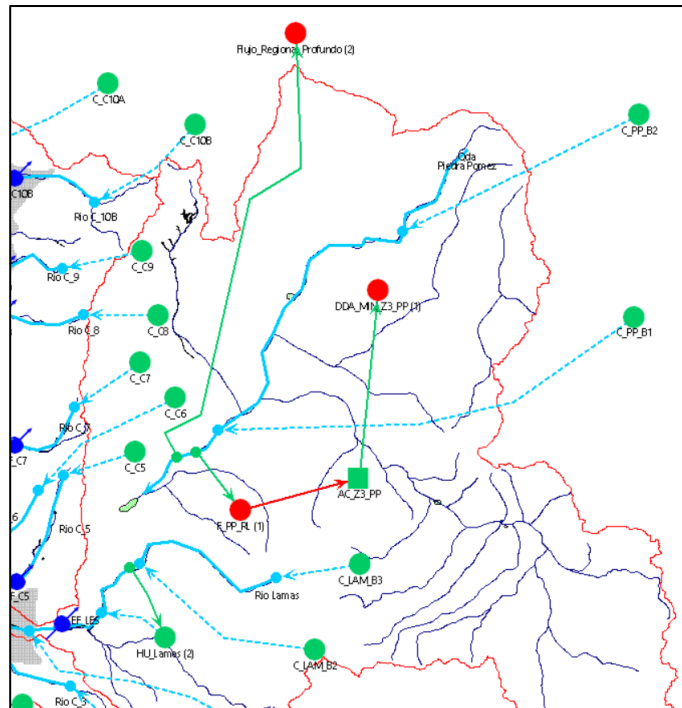 Flujo_Regional_Profundo (2)
C_C10A
C_PP_B2
C_C10B
Qda
Piedra Pomez
C10B
Rio C_10B
C_C9
Rio C_9
DDA_MIN_Z3_PP (1)
C_C8
Rio C_8
C_PP_B1
C_C7
C_C6
Rio C_7
C_C7
C_C5
AC_Z3_PP
Rio C_5
F_PP_RL (1)
C_LAM_B3
Rio Lamas
F_C5
EF_LES
HU_Lamas (2)
C_LAM_B2
Rio C_3